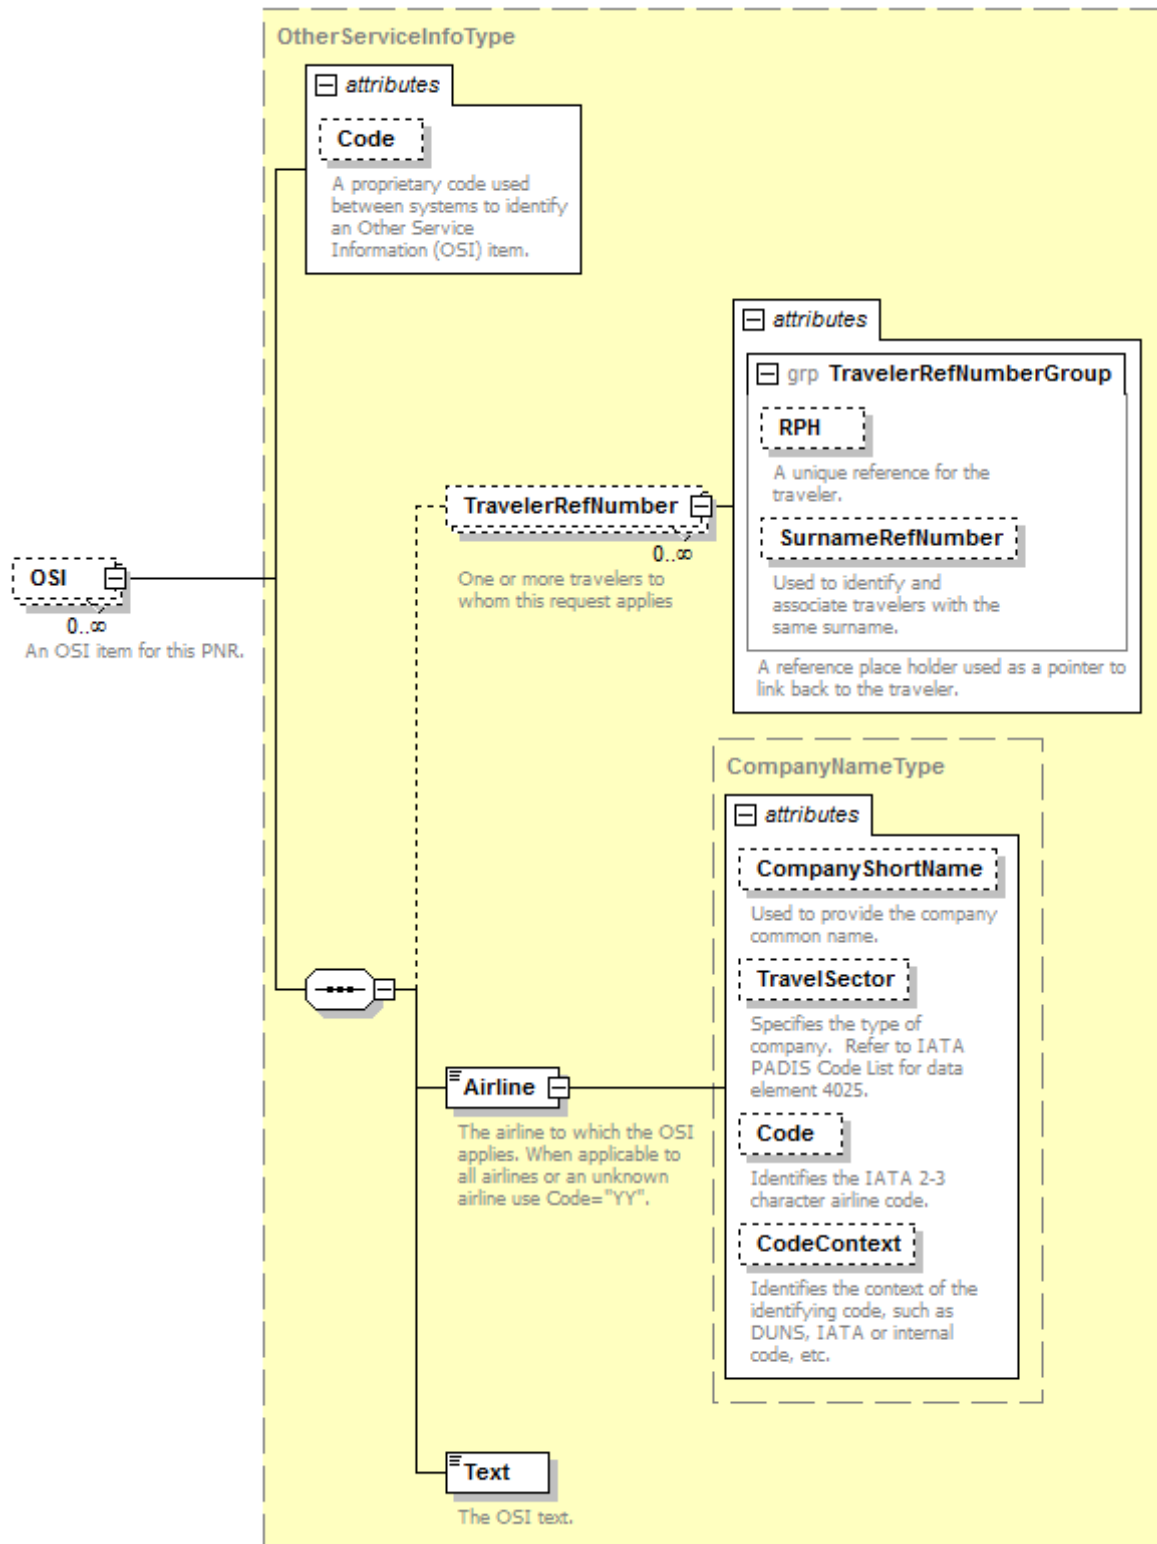 OtherServiceInfoType
attributes
Code
A proprietary code used
between systems to identify
an Other Service
Information (OSI) item.
attributes
grp TravelerRefNumberGroup
RPH
A unique reference for the
traveler.
SurnameRefNumber
Used to identify and
associate travelers with the
same surname.
A reference place holder used as a pointer to
link back to the traveler.
TravelerRefNumber
0..∞
One or more travelers to
whom this request applies
OSI
0..∞
An OSI item for this PNR.
CompanyNameType
attributes
CompanyShortName
Used to provide the company
common name.
TravelSector
Specifies the type of
company.  Refer to IATA
PADIS Code List for data
element 4025.
Code
Identifies the IATA 2-3
character airline code.
CodeContext
Identifies the context of the
identifying code, such as
DUNS, IATA or internal
code, etc.
Airline
The airline to which the OSI
applies. When applicable to
all airlines or an unknown
airline use Code="YY".
Text
The OSI text.